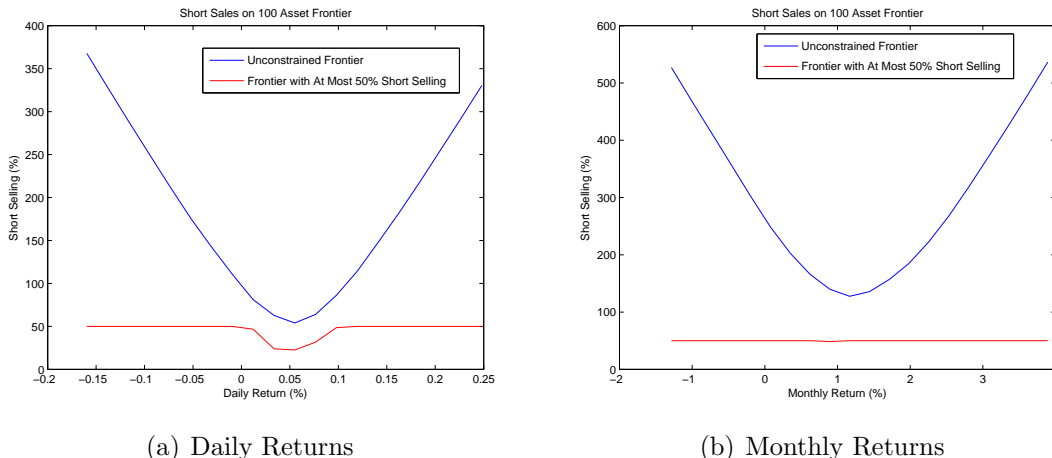 Short Sales on 100 Asset Frontier
400
350
300
250
200
150
100
50
0
Short Selling (%)
Unconstrained Frontier
Frontier with At Most 50% Short Selling
−0.2 −0.15 −0.1 −0.05 0 0.05 0.1 0.15 0.2 0.25
Daily Return (%)
(a) Daily Returns
Short Sales on 100 Asset Frontier
600
500
400
300
200
100
0
Short Selling (%)
Unconstrained Frontier
Frontier with At Most 50% Short Selling
−2 −1 0 1 2 3
Monthly Return (%)
(b) Monthly Returns